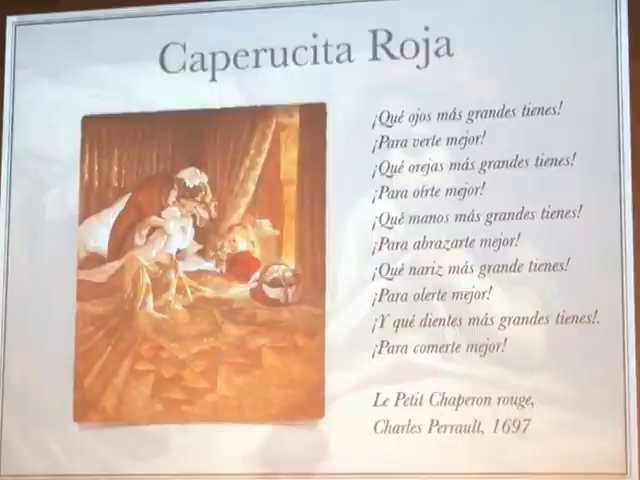 Caperucita Roja
¡Qué ojos más grandes tienes!
¡Para verte mejor!
¡Qué orejas más grandes tienes!
¡Para oírte mejor!
¡Qué manos más grandes tienes!
¡Para abrazarte mejor!
¡Qué nariz más grande tienes!
¡Para olerte mejor!
¡Y qué dientes más grandes tienes!.
¡Para comerte mejor!
Le Petit Chaperon rouge,
Charles Perrault, 1697